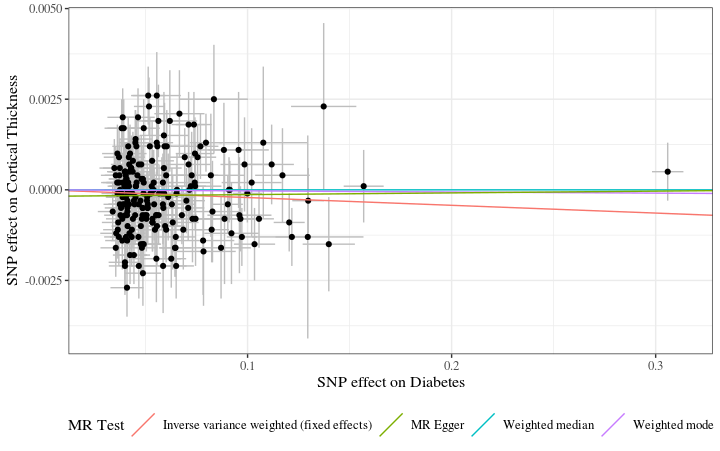 0.0050
0.0025
0.0000
-0.0025
SNP effect on Cortical Thickness
0.1
0.2
0.3
SNP effect on Diabetes
MR Test
Inverse variance weighted (fixed effects)
MR Egger
Weighted median
Weighted mode